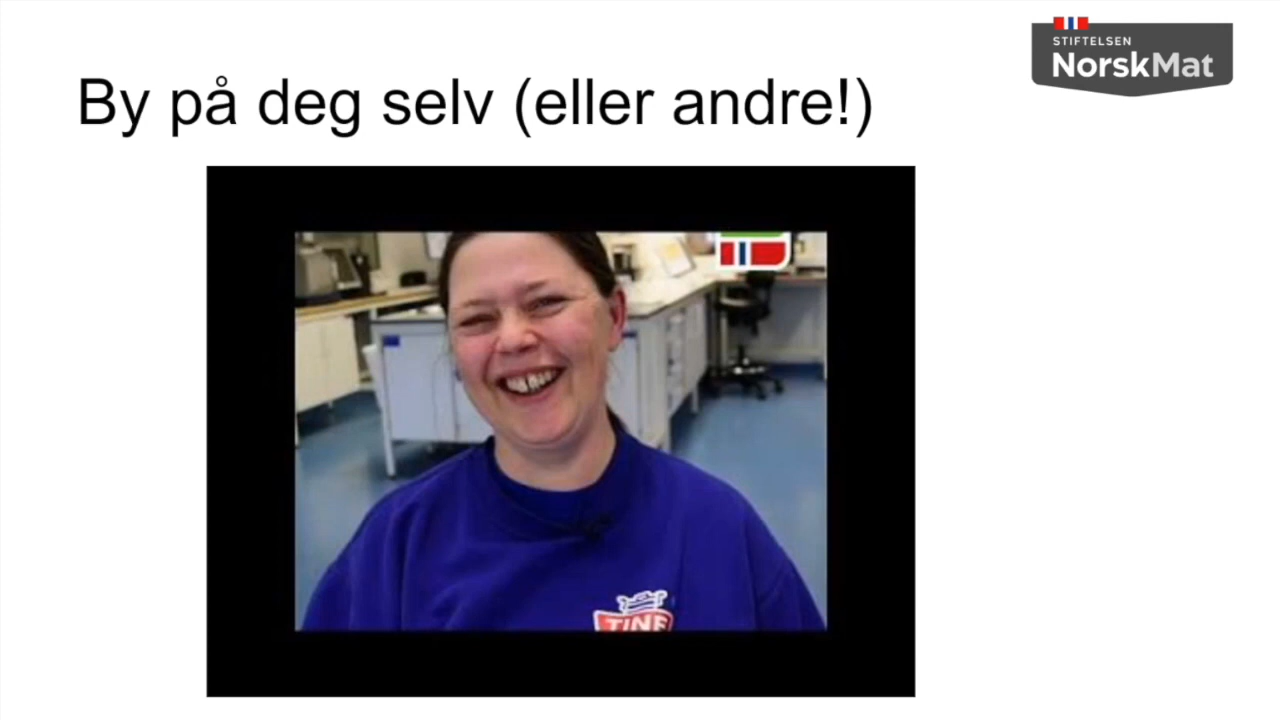 STIFTELSEN
NorskMat
By på deg selv (eller andre!)
TINE